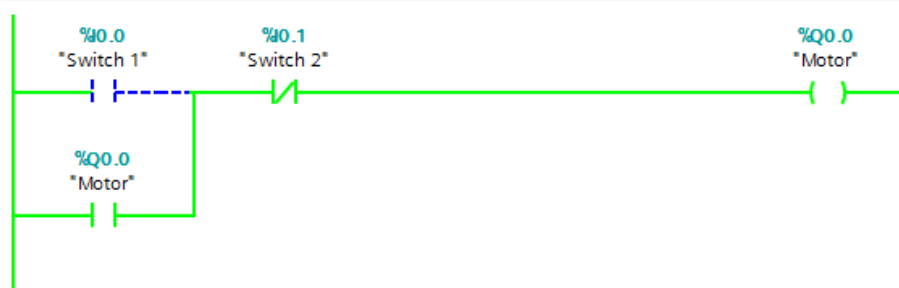 %I0.0
"Switch 1"
%I0.1
"Switch 2"
%Q0.0
"Motor"
%Q0.0
"Motor"